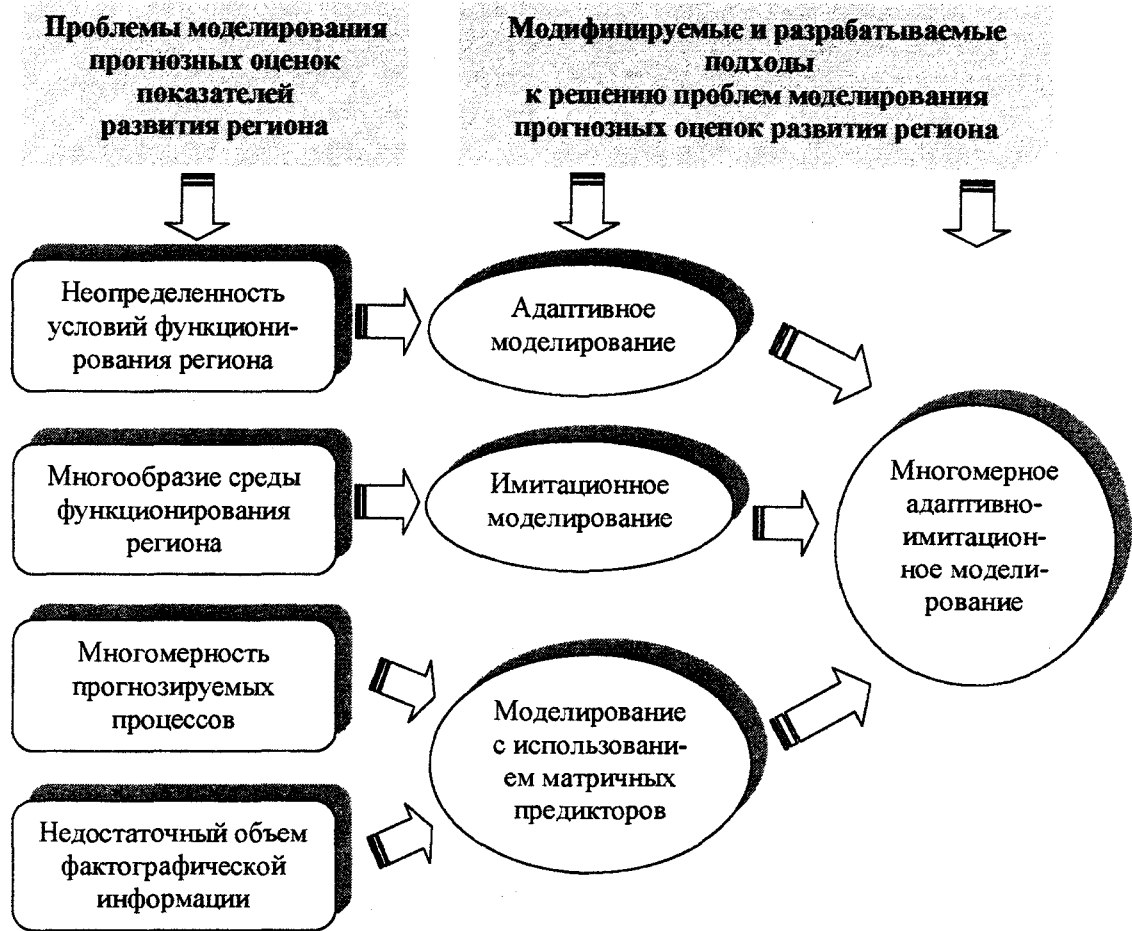 Проблемы моделирования
прогнозных оценок
показателей
развития региона
Модифицируемые и разрабатываемые
подходы
к решению проблем моделирования
прогнозных оценок развития региона
Неопределенность
условий функциони-
рования региона
Адаптивное
моделирование
Многообразие среды
функционирования
региона
Имитационное
моделирование
Многомерное
адаптивно-
имитацион-
ное модели-
рование
Многомерность
прогнозируемых
процессов
Моделирование
с использовани-
ем матричных
предикторов
Недостаточный объем
фактографической
информации